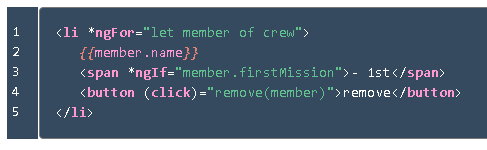 1 <li *ngFor="let member of crew">
2 {{member.name}}
3 <span *ngIf="member.firstMission">- 1st</span>
4 <button (click)="remove(member)">remove</button>
5 </li>